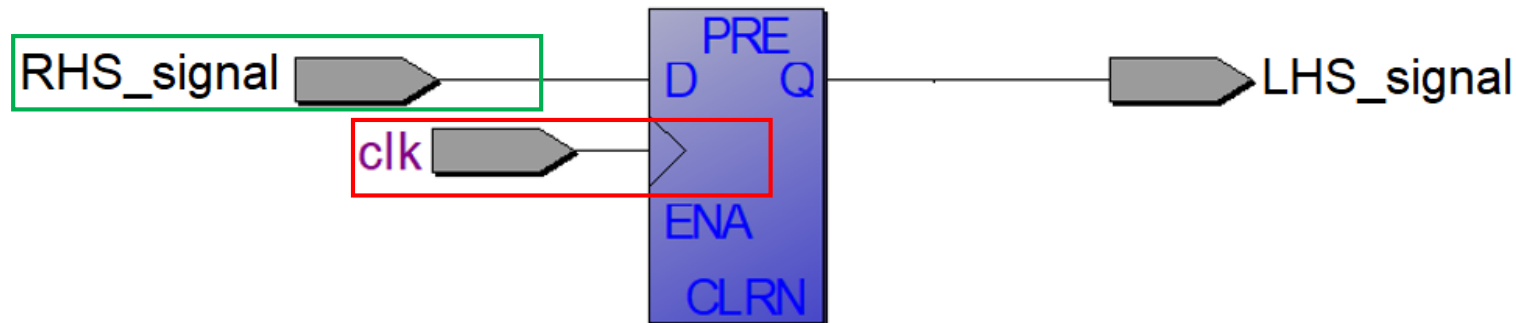 RHS_signal
PRE
D
Q
LHS_signal
clk
ENA
CLRN